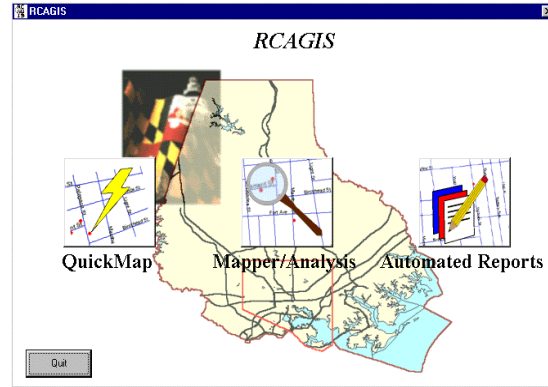 RCAGIS
RCAGIS
QuickMap
Mapper/Analysis
Automated Reports
Quit